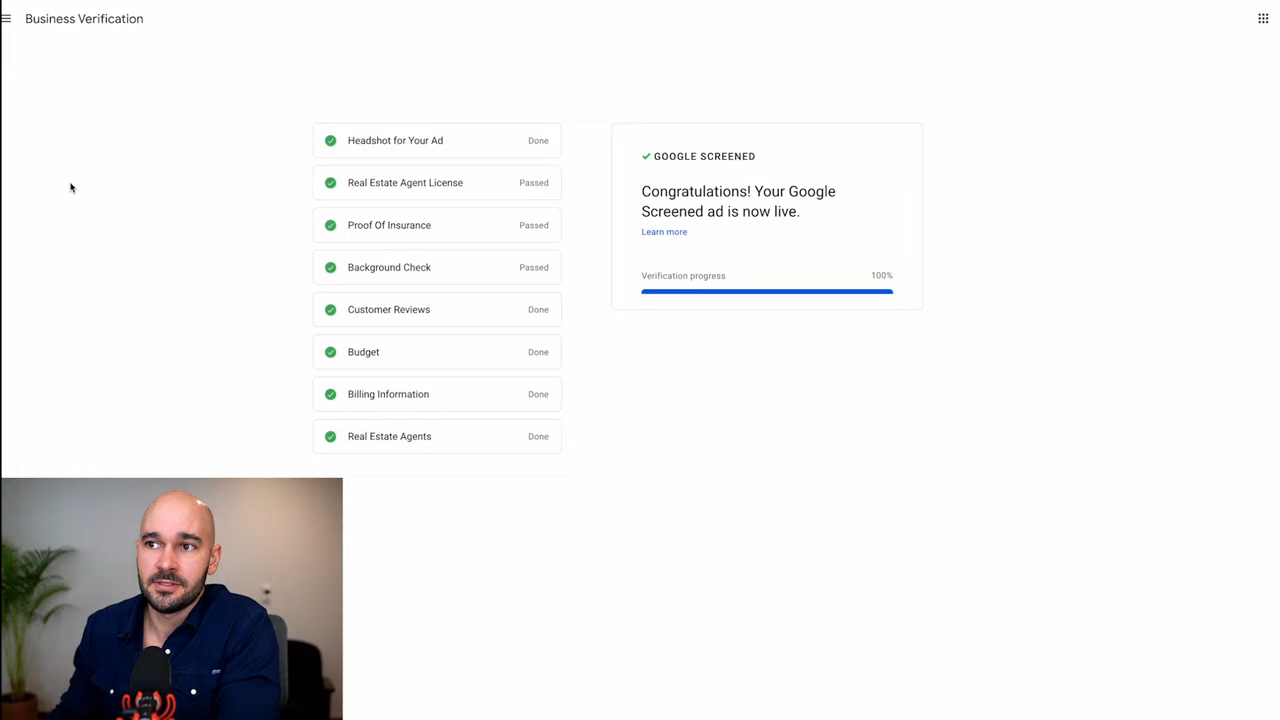 Business Verification
Headshot for Your Ad Done
Real Estate Agent License Passed
Proof Of Insurance Passed
Background Check Passed
Customer Reviews Done
Budget Done
Billing Information Done
Real Estate Agents Done
GOOGLE SCREENED
Congratulations! Your Google
Screened ad is now live.
Learn more
Verification progress 100%